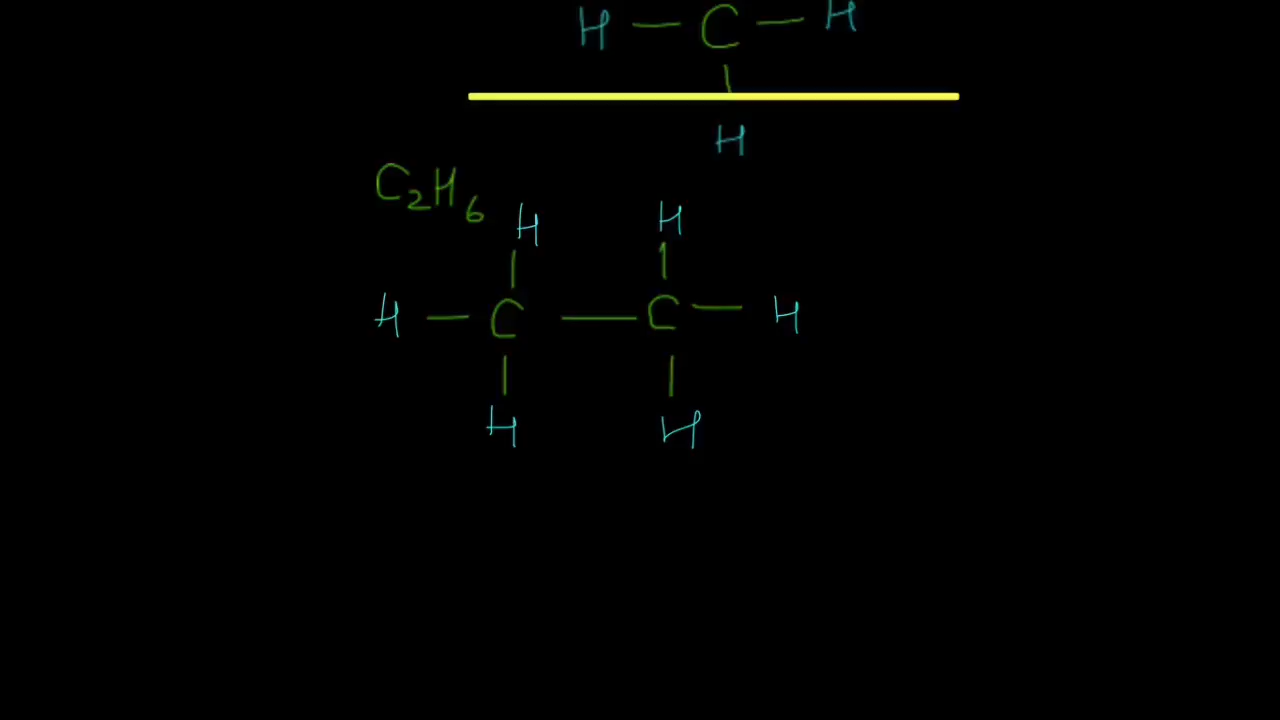 H — C — H
H
C₂H₆
H H
H — C — C — H
H H